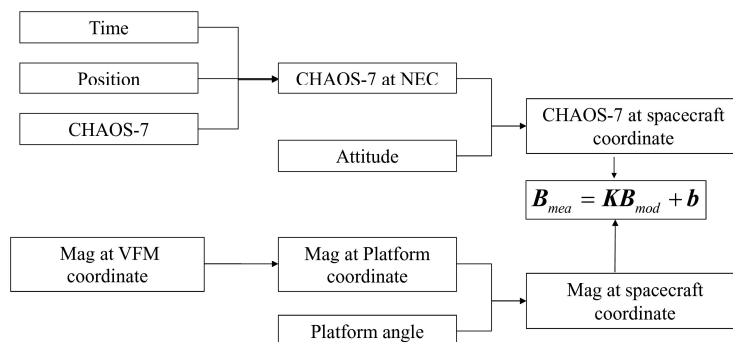 Time
Position
CHAOS-7
CHAOS-7 at NEC
Attitude
CHAOS-7 at spacecraft
coordinate
B_mea = KB_mod + b
Mag at VFM
coordinate
Mag at Platform
coordinate
Platform angle
Mag at spacecraft
coordinate